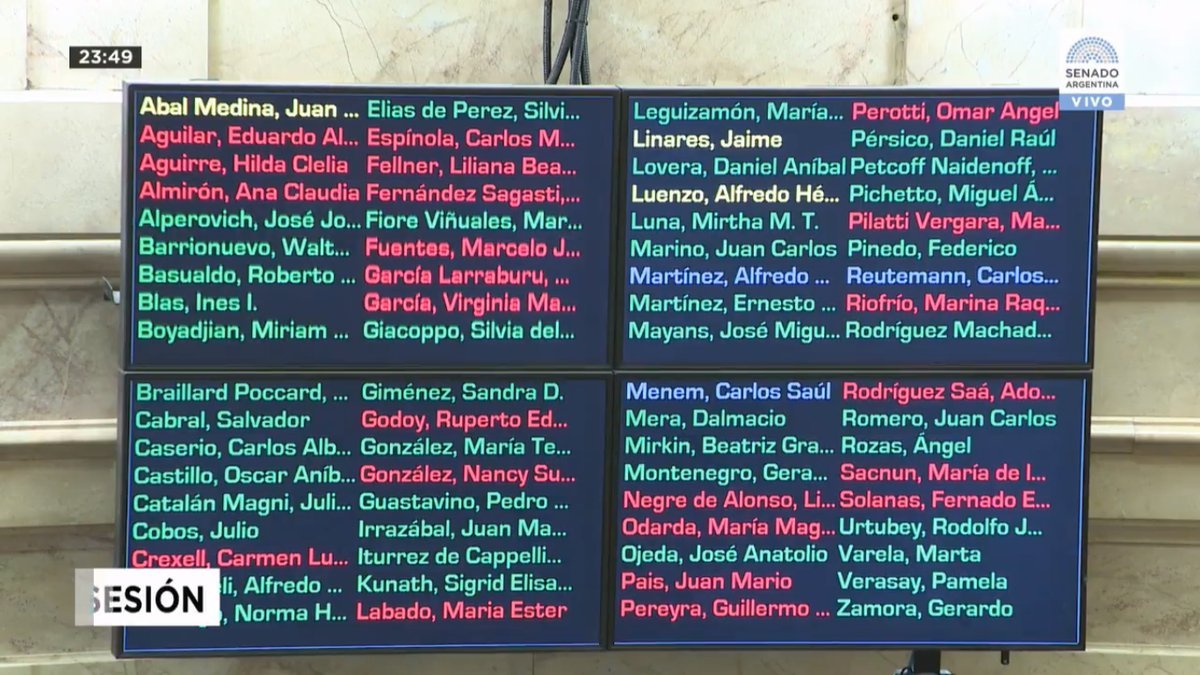 23:49
SENADO
ARGENTINA
VIVO
Abal Medina, Juan ...
Aguilar, Eduardo Al...
Aguirre, Hilda Clelia
Almirón, Ana Claudia
Alperovich, José Jo...
Barrionuevo, Walt...
Basualdo, Roberto ...
Blas, Ines I.
Boyadjian, Miriam ...
Elias de Perez, Silvi...
Espínola, Carlos M...
Fellner, Liliana Bea...
Fernández Sagasti,...
Fiore Viñuales, Mar...
Fuentes, Marcelo J...
García Larraburu, ...
García, Virginia Ma...
Giacoppo, Silvia del...
Leguizamón, María...
Linares, Jaime
Lovera, Daniel Aníbal
Luenzo, Alfredo Hé...
Luna, Mirtha M. T.
Marino, Juan Carlos
Martínez, Alfredo ...
Martínez, Ernesto ...
Mayans, José Migu...
Perotti, Omar Angel
Pérsico, Daniel Raúl
Petcoff Naidenoff, ...
Pichetto, Miguel Á...
Pilatti Vergara, Ma...
Pinedo, Federico
Reutemann, Carlos...
Riofrío, Marina Raq...
Rodríguez Machad...
Braillard Poccard, ...
Cabral, Salvador
Caserio, Carlos Alb...
Castillo, Oscar Aníb...
Catalán Magni, Juli...
Cobos, Julio
Crexell, Carmen Lu...
Alfredo ...
Norma H...
Giménez, Sandra D.
Godoy, Ruperto Ed...
González, María Te...
González, Nancy Su...
Guastavino, Pedro ...
Irrazábal, Juan Ma...
Iturrez de Cappelli...
Kunath, Sigrid Elisa...
Labado, Maria Ester
Menem, Carlos Saúl
Mera, Dalmacio
Mirkin, Beatriz Gra...
Montenegro, Gera...
Negre de Alonso, Li...
Odarda, María Mag...
Ojeda, José Anatolio
Pais, Juan Mario
Pereyra, Guillermo ...
Rodríguez Saá, Ado...
Romero, Juan Carlos
Rozas, Ángel
Sacnun, María de l...
Solanas, Fernado E...
Urtubey, Rodolfo J...
Varela, Marta
Verasay, Pamela
Zamora, Gerardo
SESIÓN